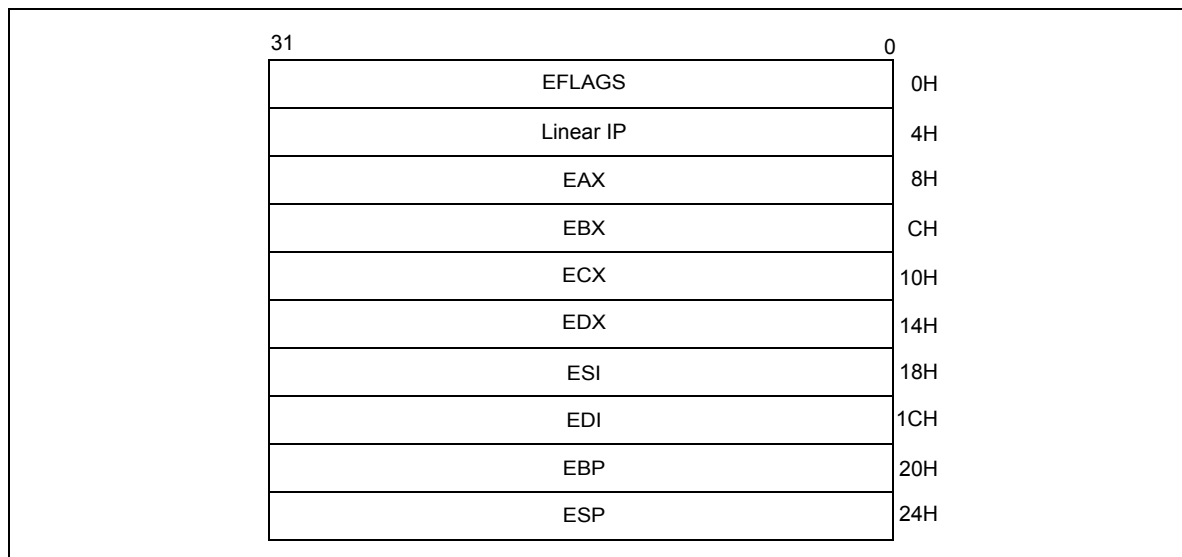 31 0
EFLAGS 0H
Linear IP 4H
EAX 8H
EBX CH
ECX 10H
EDX 14H
ESI 18H
EDI 1CH
EBP 20H
ESP 24H